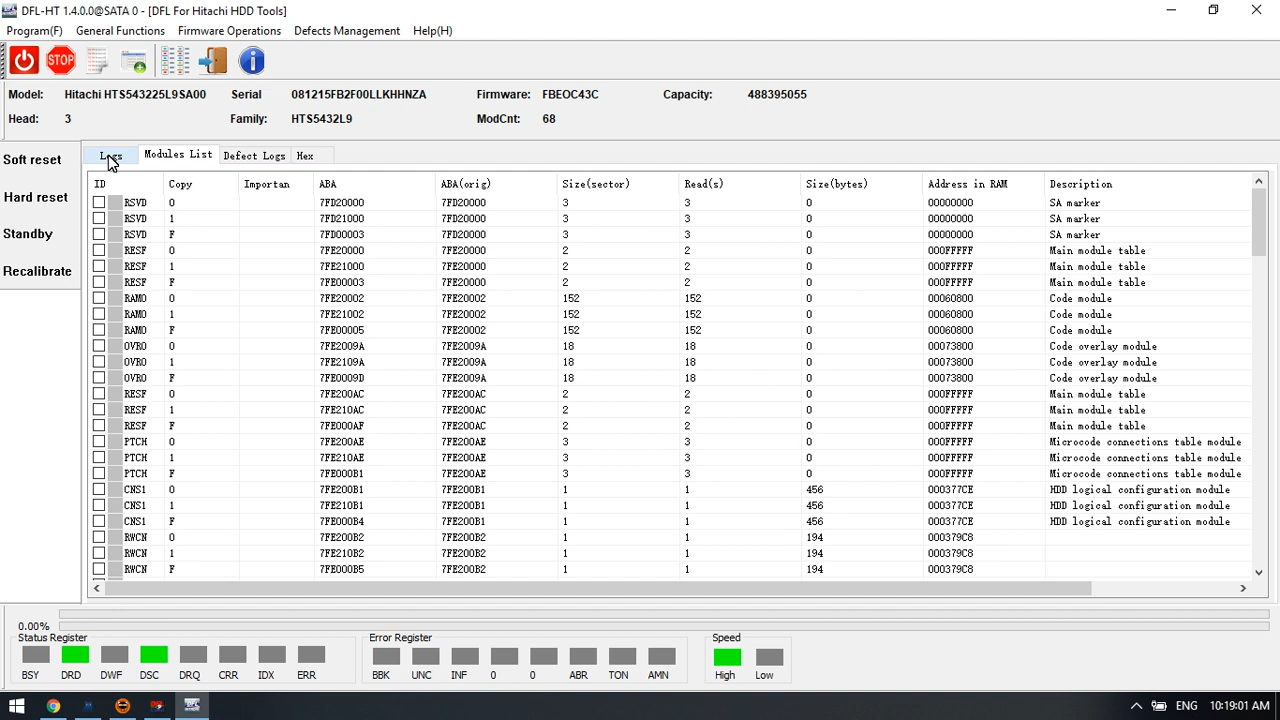 DFL-HT 1.4.0.0@SATA 0 - [DFL For Hitachi HDD Tools]
Program(F) General Functions Firmware Operations Defects Management Help(H)
STOP
Model: Hitachi HTS543225L9SA00 Serial 081215FB2F00LLKHHNZA Firmware: FBEOC43C Capacity: 488395055
Head: 3 Family: HTS5432L9 ModCnt: 68
Soft reset
Hard reset
Standby
Recalibrate
Logs Modules List Defect Logs Hex
ID Copy Importan ABA ABA(orig) Size(sector) Read(s) Size(bytes) Address in RAM Description
RSVD 0 7FD20000 7FD20000 3 3 0 00000000 SA marker
RSVD 1 7FD21000 7FD20000 3 3 0 00000000 SA marker
RSVD F 7FD00003 7FD20000 3 3 0 00000000 SA marker
RESF 0 7FE20000 7FE20000 2 2 0 000FFFFF Main module table
RESF 1 7FE21000 7FE20000 2 2 0 000FFFFF Main module table
RESF F 7FE00003 7FE20000 2 2 0 000FFFFF Main module table
RAM0 0 7FE20002 7FE20002 152 152 0 00060800 Code module
RAM0 1 7FE21002 7FE20002 152 152 0 00060800 Code module
RAM0 F 7FE00005 7FE20002 152 152 0 00060800 Code module
OVR0 0 7FE2009A 7FE2009A 18 18 0 00073800 Code overlay module
OVR0 1 7FE2109A 7FE2009A 18 18 0 00073800 Code overlay module
OVR0 F 7FE0009D 7FE2009A 18 18 0 00073800 Code overlay module
RESF 0 7FE200AC 7FE200AC 2 2 0 000FFFFF Main module table
RESF 1 7FE210AC 7FE200AC 2 2 0 000FFFFF Main module table
RESF F 7FE000AF 7FE200AC 2 2 0 000FFFFF Main module table
PTCH 0 7FE200AE 7FE200AE 3 3 0 000FFFFF Microcode connections table module
PTCH 1 7FE210AE 7FE200AE 3 3 0 000FFFFF Microcode connections table module
PTCH F 7FE000B1 7FE200AE 3 3 0 000FFFFF Microcode connections table module
CNS1 0 7FE200B1 7FE200B1 1 1 456 000377CE HDD logical configuration module
CNS1 1 7FE210B1 7FE200B1 1 1 456 000377CE HDD logical configuration module
CNS1 F 7FE000B4 7FE200B1 1 1 456 000377CE HDD logical configuration module
RWCN 0 7FE200B2 7FE200B2 1 1 194 000379C8
RWCN 1 7FE210B2 7FE200B2 1 1 194 000379C8
RWCN F 7FE000B5 7FE200B2 1 1 194 000379C8
0.00%
Status Register Error Register Speed
BSY DRD DWF DSC DRQ CRR IDX ERR BBK UNC INF 0 0 ABR TON AMN High Low
ENG 10:19:01 AM